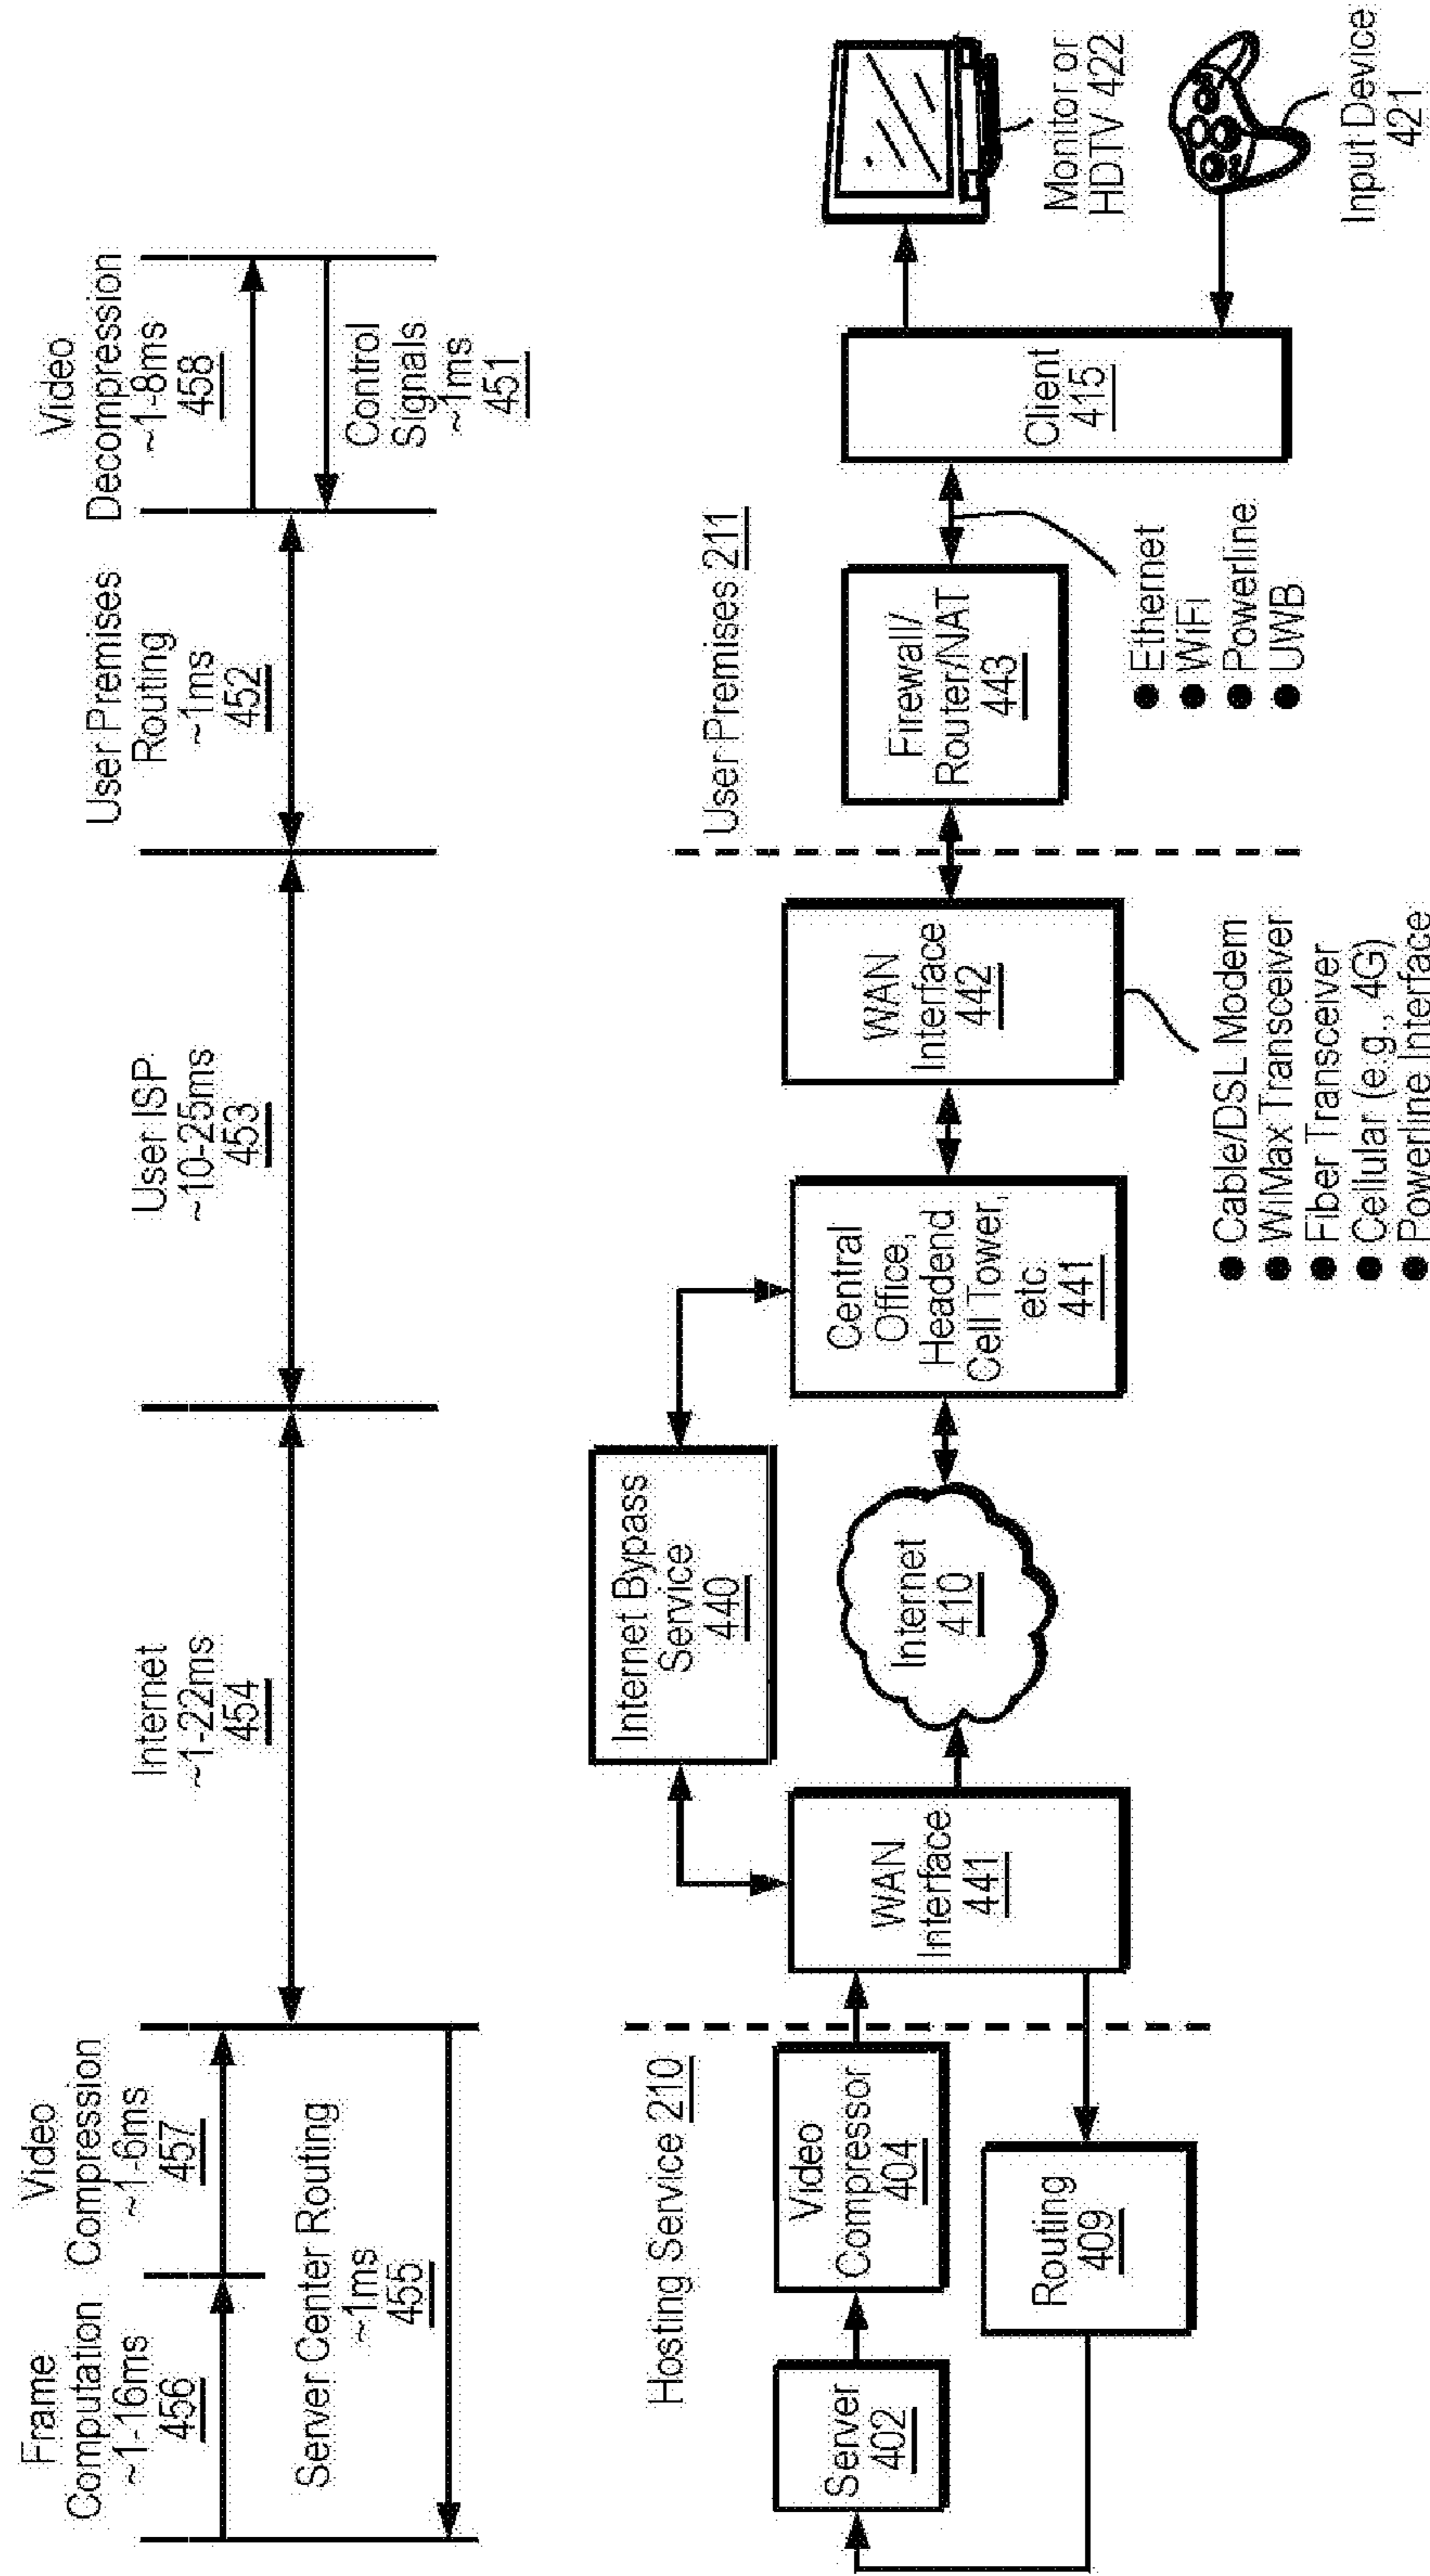 Frame
Computation
~1-16ms
456
Video
Compression
~1-6ms
457
Server Center Routing
~1ms
455
Internet
~1-22ms
454
User ISP
~10-25ms
453
User Premises
Routing
~1ms
452
Video
Decompression
~1-8ms
458
Control
Signals
~1ms
451
Hosting Service 210
Server
402
Video
Compressor
404
Routing
409
WAN
Interface
441
Internet Bypass
Service
440
Internet
410
Central
Office,
Headend
Cell Tower,
etc
441
WAN
Interface
442
● Cable/DSL Modem
● WiMax Transceiver
● Fiber Transceiver
● Cellular (e.g., 4G)
● Powerline Interface
User Premises 211
Firewall/
Router/NAT
443
● Ethernet
● WiFi
● Powerline
● UWB
Client
415
Monitor or
HDTV 422
Input Device
421